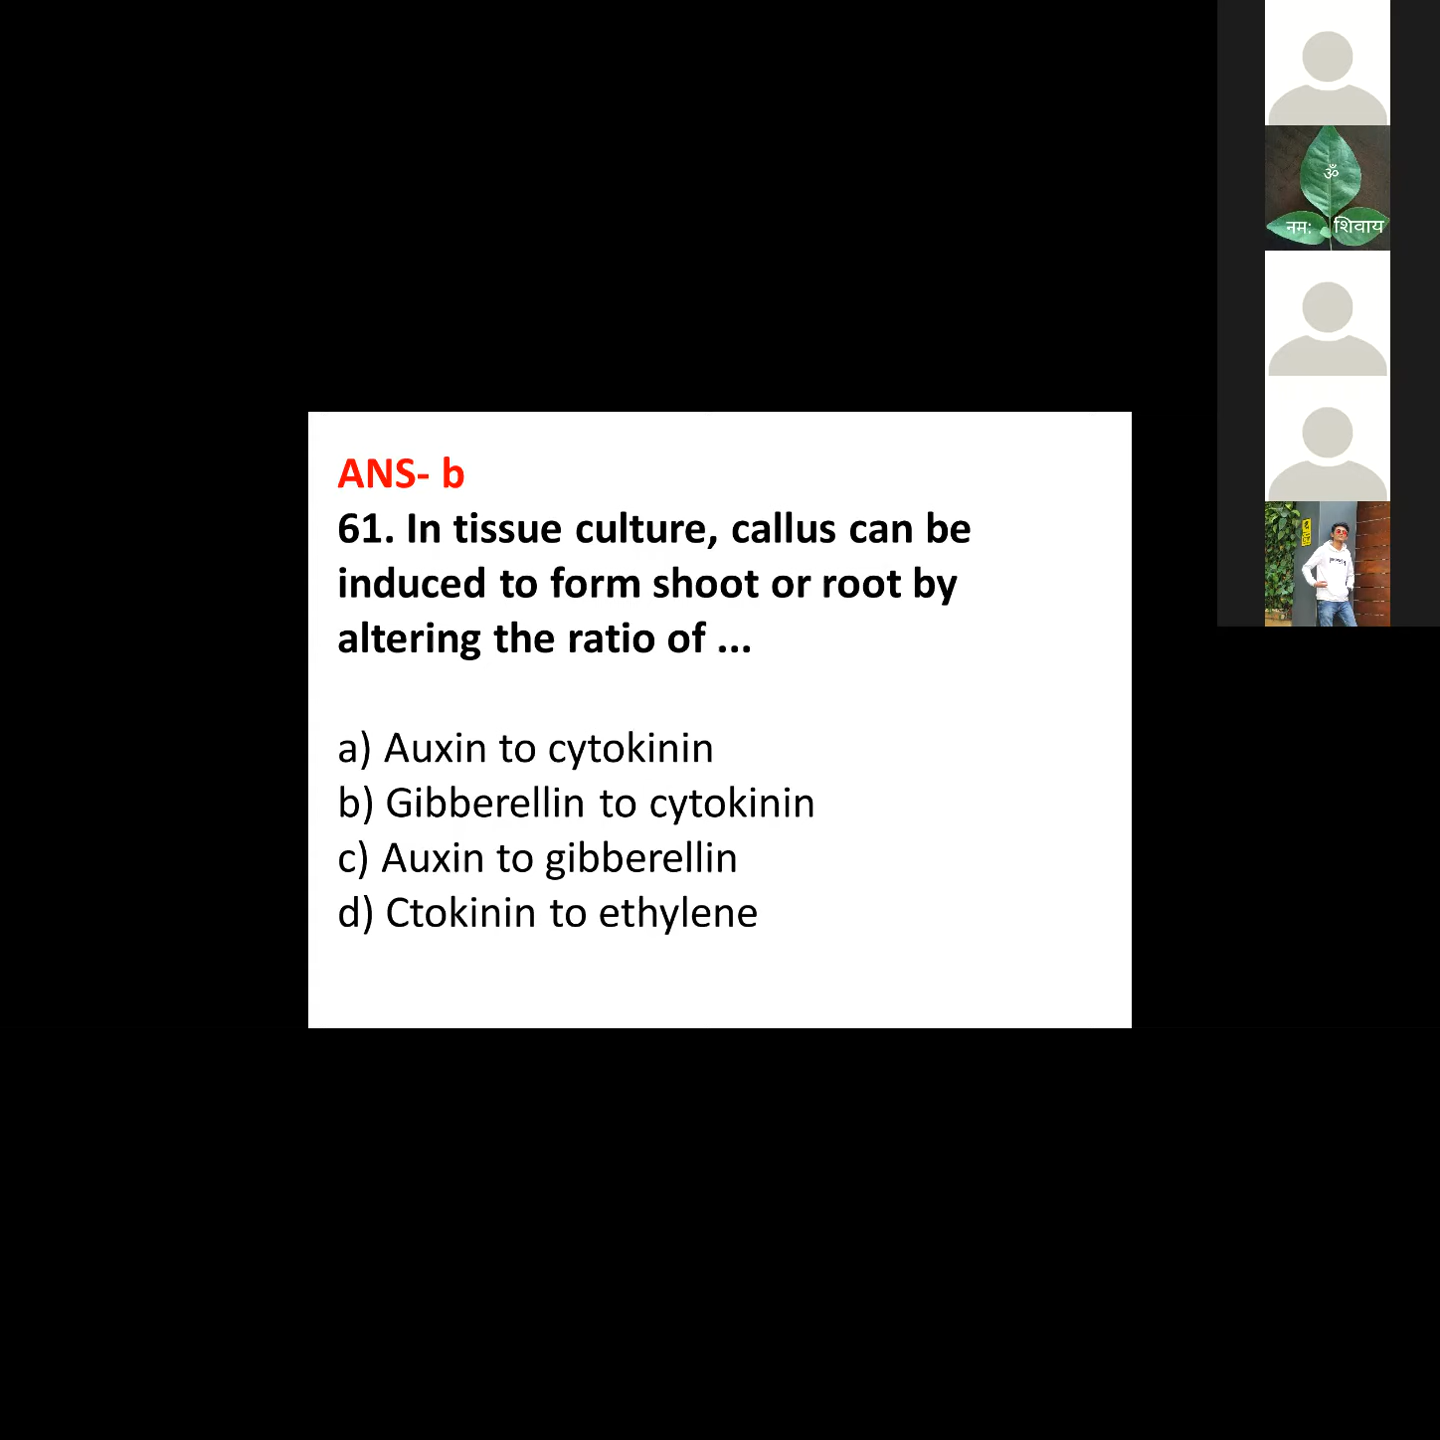 ॐ
नम: शिवाय
ANS- b
61. In tissue culture, callus can be
induced to form shoot or root by
altering the ratio of ...
a) Auxin to cytokinin
b) Gibberellin to cytokinin
c) Auxin to gibberellin
d) Ctokinin to ethylene